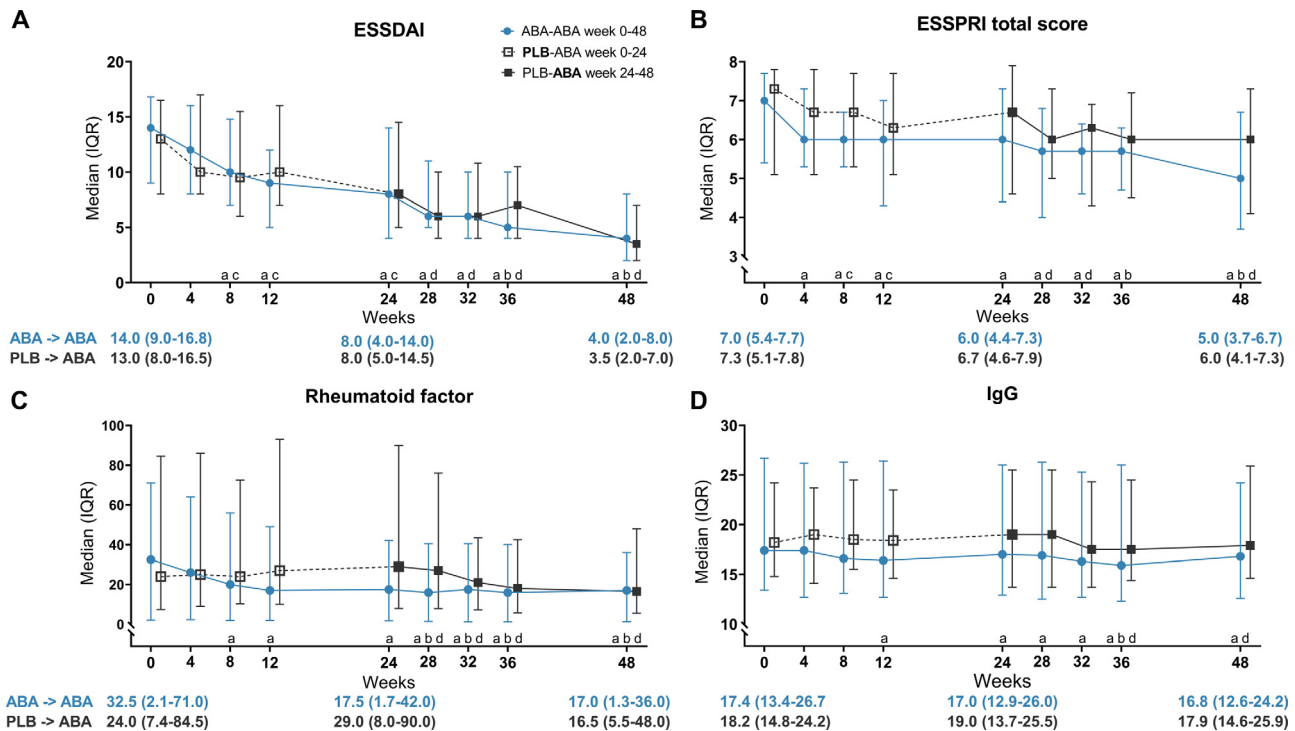 A
ESSDAI
ABA-ABA week 0-48
PLB-ABA week 0-24
PLB-ABA week 24-48
Median (IQR)
20
15
10
5
0
a c a c a c a d a d a b d a b d
0 4 8 12 24 28 32 36 48
Weeks
ABA -> ABA 14.0 (9.0-16.8) 8.0 (4.0-14.0) 4.0 (2.0-8.0)
PLB -> ABA 13.0 (8.0-16.5) 8.0 (5.0-14.5) 3.5 (2.0-7.0)
B
ESSPRI total score
Median (IQR)
8
7
6
5
4
3
a a c a c a a d a d a b a b d
0 4 8 12 24 28 32 36 48
Weeks
7.0 (5.4-7.7) 6.0 (4.4-7.3) 5.0 (3.7-6.7)
7.3 (5.1-7.8) 6.7 (4.6-7.9) 6.0 (4.1-7.3)
C
Rheumatoid factor
Median (IQR)
100
80
60
40
20
0
a a a b d a b d a b d a b d a b d
0 4 8 12 24 28 32 36 48
Weeks
ABA -> ABA 32.5 (2.1-71.0) 17.5 (1.7-42.0) 17.0 (1.3-36.0)
PLB -> ABA 24.0 (7.4-84.5) 29.0 (8.0-90.0) 16.5 (5.5-48.0)
D
IgG
Median (IQR)
30
25
20
15
10
a a a a a b d a d
0 4 8 12 24 28 32 36 48
Weeks
17.4 (13.4-26.7 17.0 (12.9-26.0) 16.8 (12.6-24.2)
18.2 (14.8-24.2) 19.0 (13.7-25.5) 17.9 (14.6-25.9)